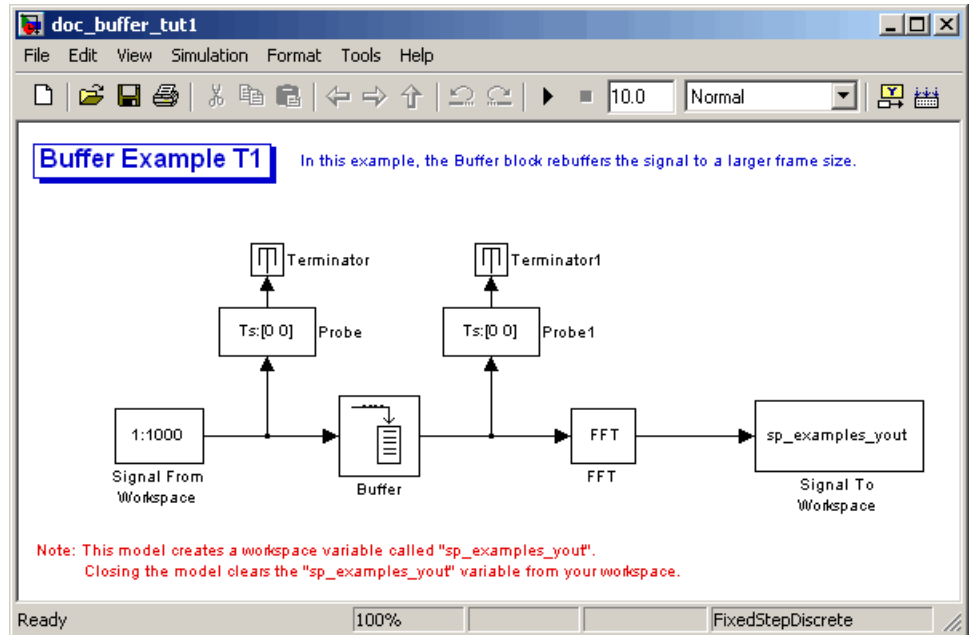 doc_buffer_tut1
File Edit View Simulation Format Tools Help
10.0 Normal
Buffer Example T1
In this example, the Buffer block rebuffers the signal to a larger frame size.
Terminator
Terminator1
Ts:[0 0] Probe
Ts:[0 0] Probe1
1:1000
FFT
sp_examples_yout
Signal From
Workspace
Buffer
FFT
Signal To
Workspace
Note: This model creates a workspace variable called "sp_examples_yout".
Closing the model clears the "sp_examples_yout" variable from your workspace.
Ready 100% FixedStepDiscrete